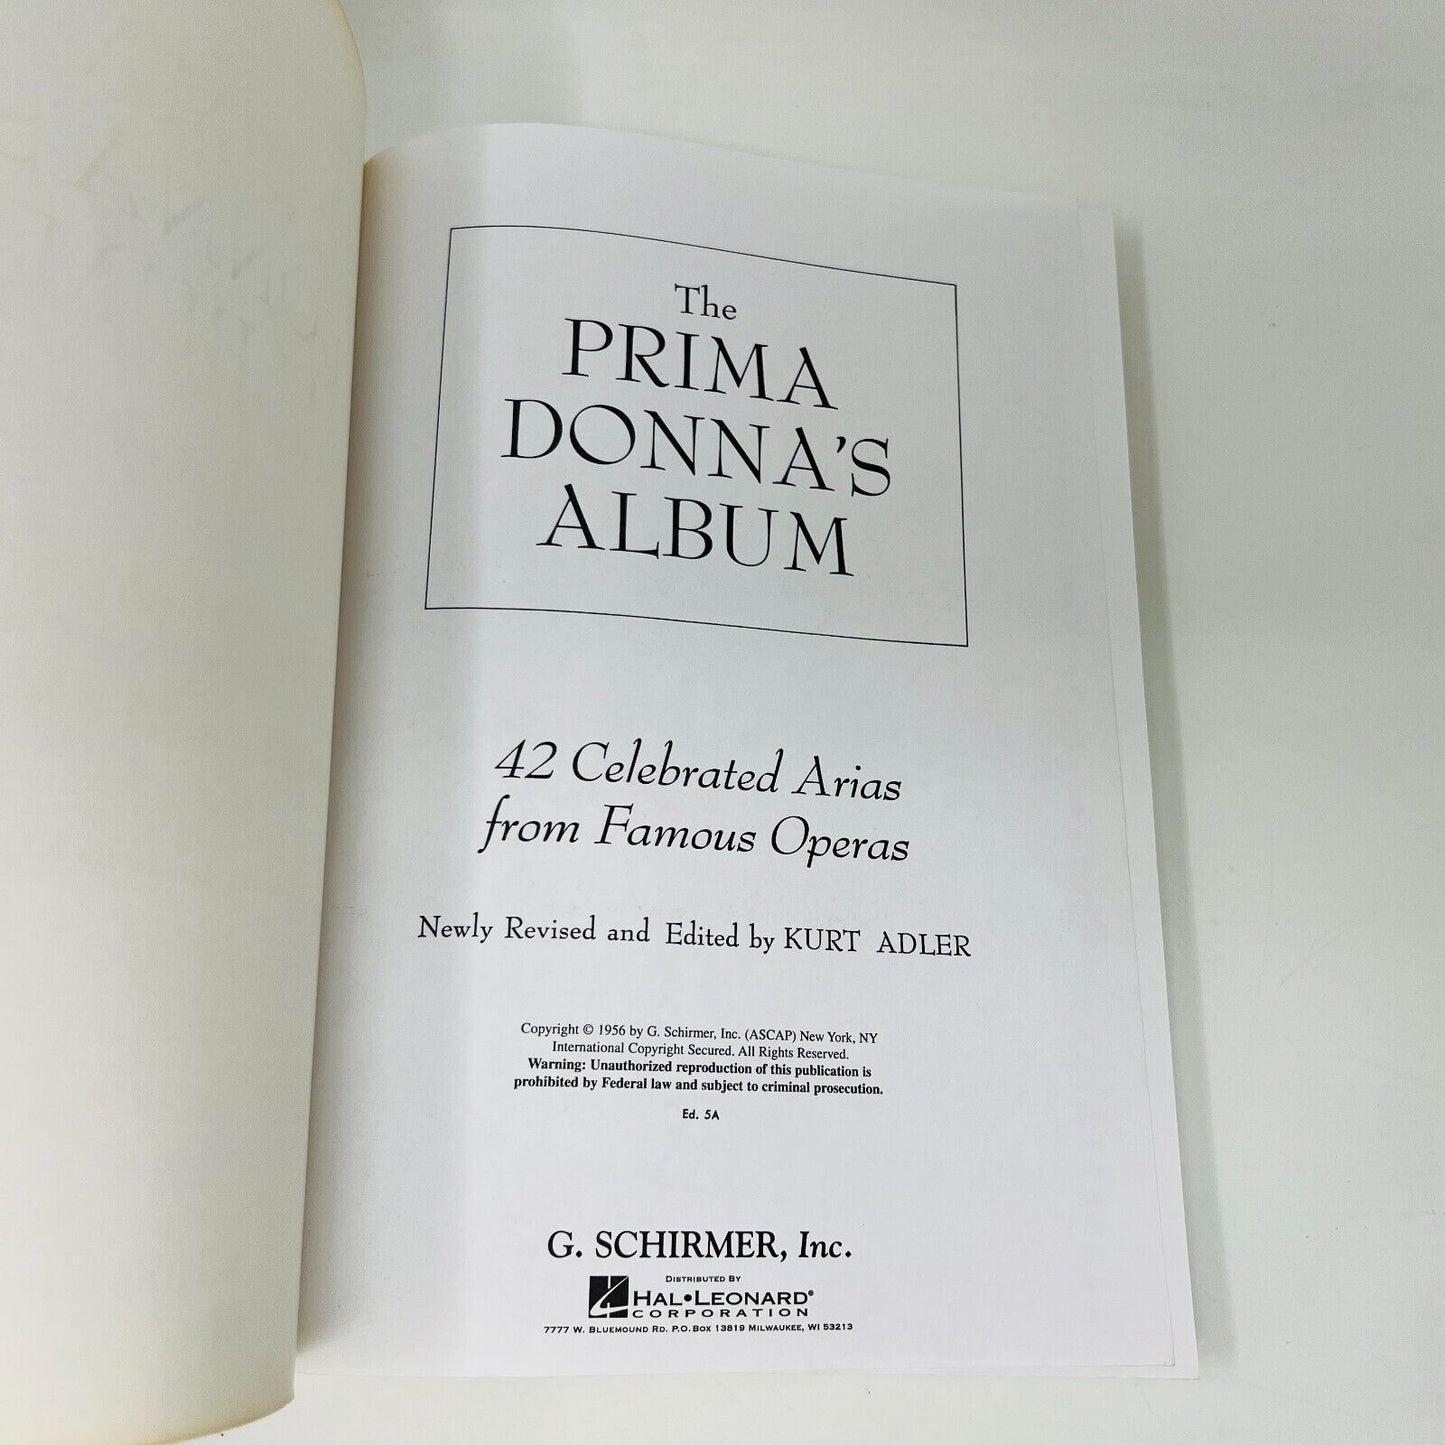 The
PRIMA
DONNA'S
ALBUM
42 Celebrated Arias
from Famous Operas
Newly Revised and Edited by KURT ADLER
Copyright © 1956 by G. Schirmer, Inc. (ASCAP) New York, NY
International Copyright Secured. All Rights Reserved.
Warning: Unauthorized reproduction of this publication is
prohibited by Federal law and subject to criminal prosecution.
Ed. 5A
G. SCHIRMER, Inc.
DISTRIBUTED BY
HAL•LEONARD®
CORPORATION
7777 W. BLUEMOUND RD. P.O. BOX 13819 MILWAUKEE, WI 53213